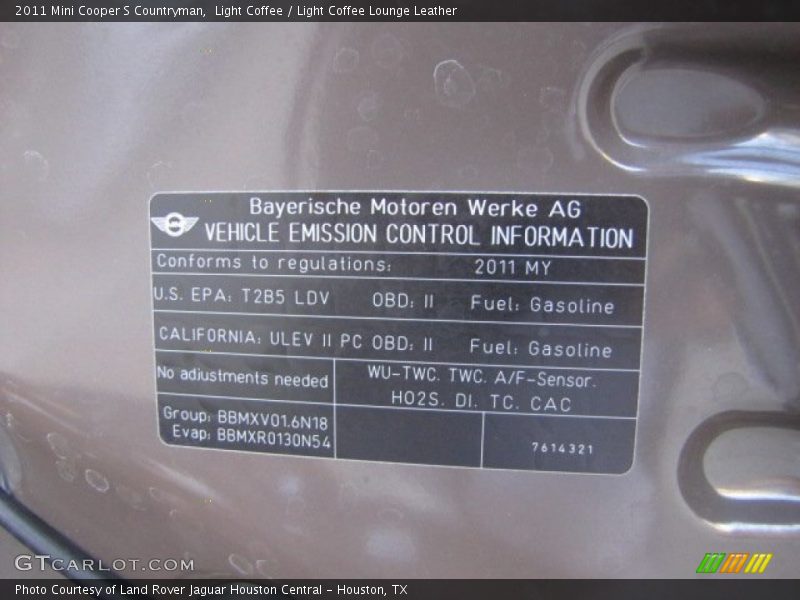 2011 Mini Cooper S Countryman,  Light Coffee / Light Coffee Lounge Leather
Bayerische Motoren Werke AG
VEHICLE EMISSION CONTROL INFORMATION
Conforms to regulations: 2011 MY
U.S. EPA: T2B5 LDV OBD: II Fuel: Gasoline
CALIFORNIA: ULEV II PC OBD: II Fuel: Gasoline
No adjustments needed
WU-TWC. TWC. A/F-Sensor.
HO2S. DI. TC. CAC
Group: BBMXV01.6N18
Evap: BBMXR0130N54
7614321
GTCARLOT.COM
Photo Courtesy of Land Rover Jaguar Houston Central - Houston, TX